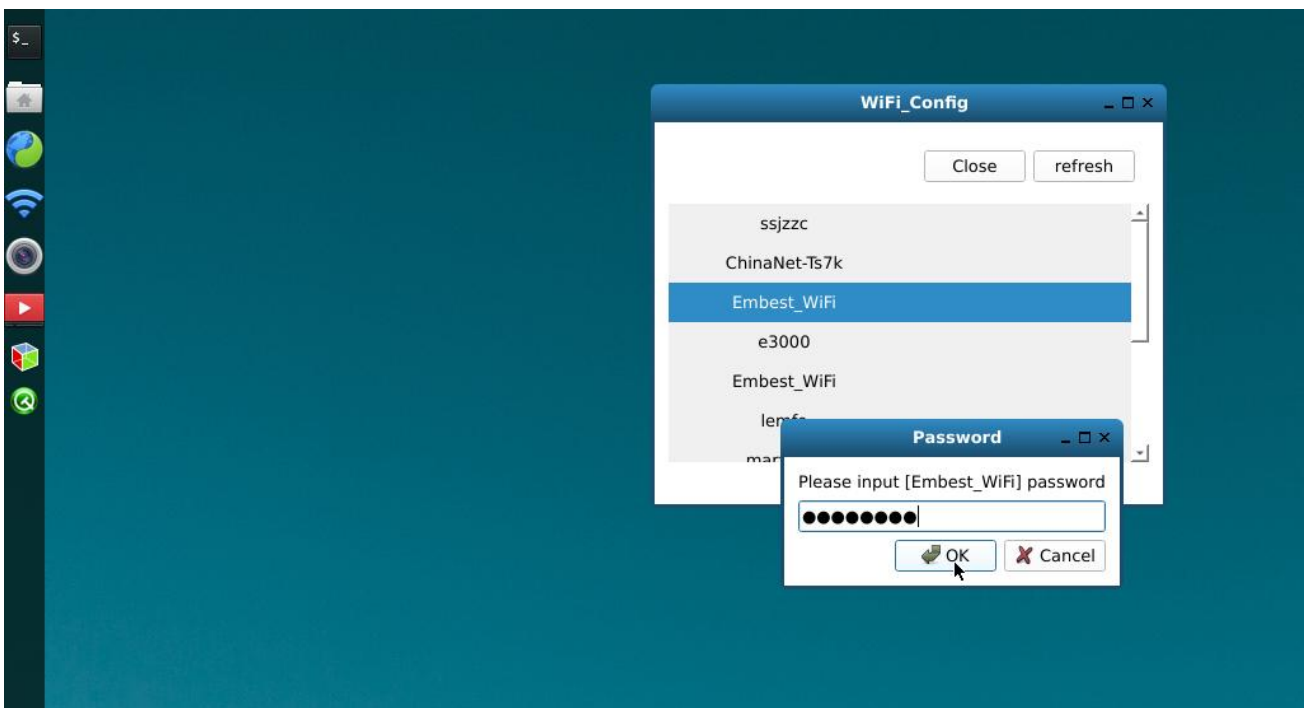 $_
WiFi_Config
Close refresh
ssjzzc
ChinaNet-Ts7k
Embest_WiFi
e3000
Embest_WiFi
Password
Please input [Embest_WiFi] password
OK Cancel